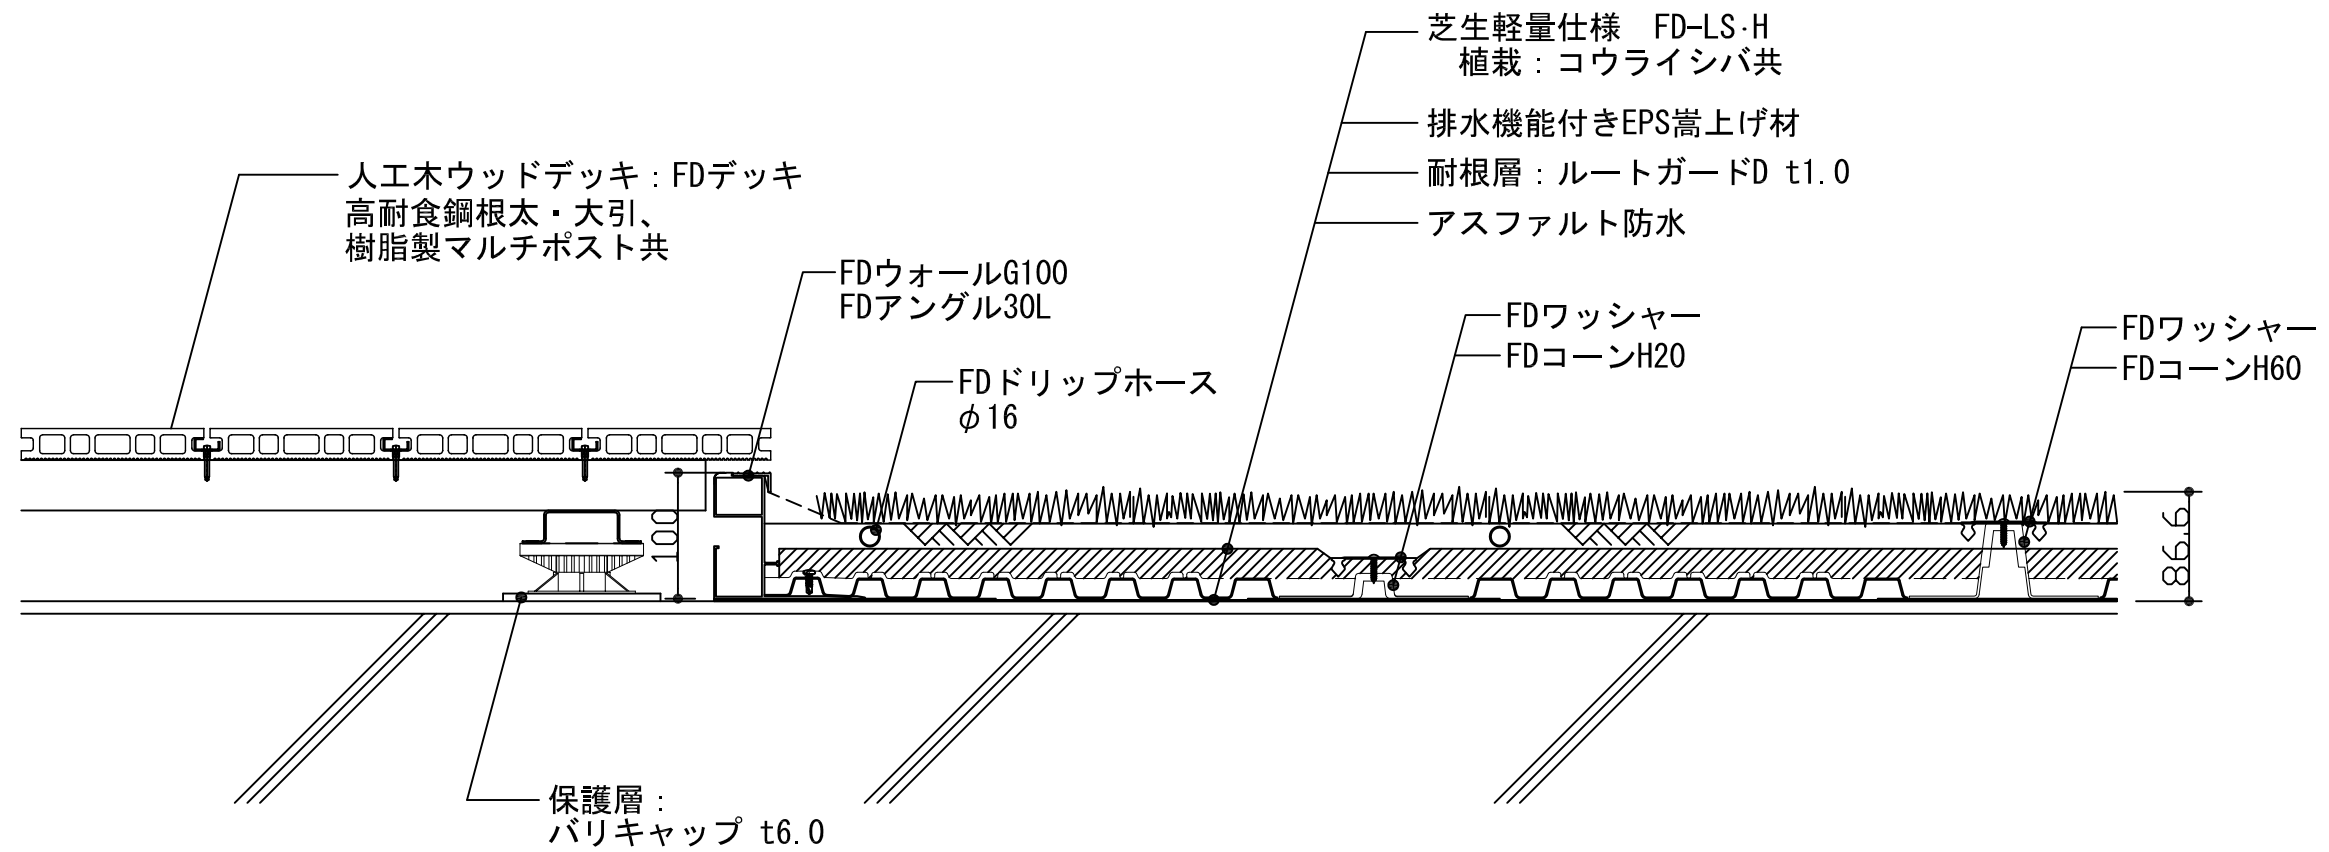 芝生軽量仕様　FD-LS·H
植栽：コウライシバ共
排水機能付きEPS嵩上げ材
耐根層：ルートガードD t1.0
アスファルト防水
人工木ウッドデッキ：FDデッキ
高耐食鋼根太・大引、
樹脂製マルチポスト共
FDウォールG100
FDアングル30L
FDワッシャー
FDコーンH20
FDワッシャー
FDコーンH60
FDドリップホース
φ16
100
86.6
保護層：
バリキャップ t6.0